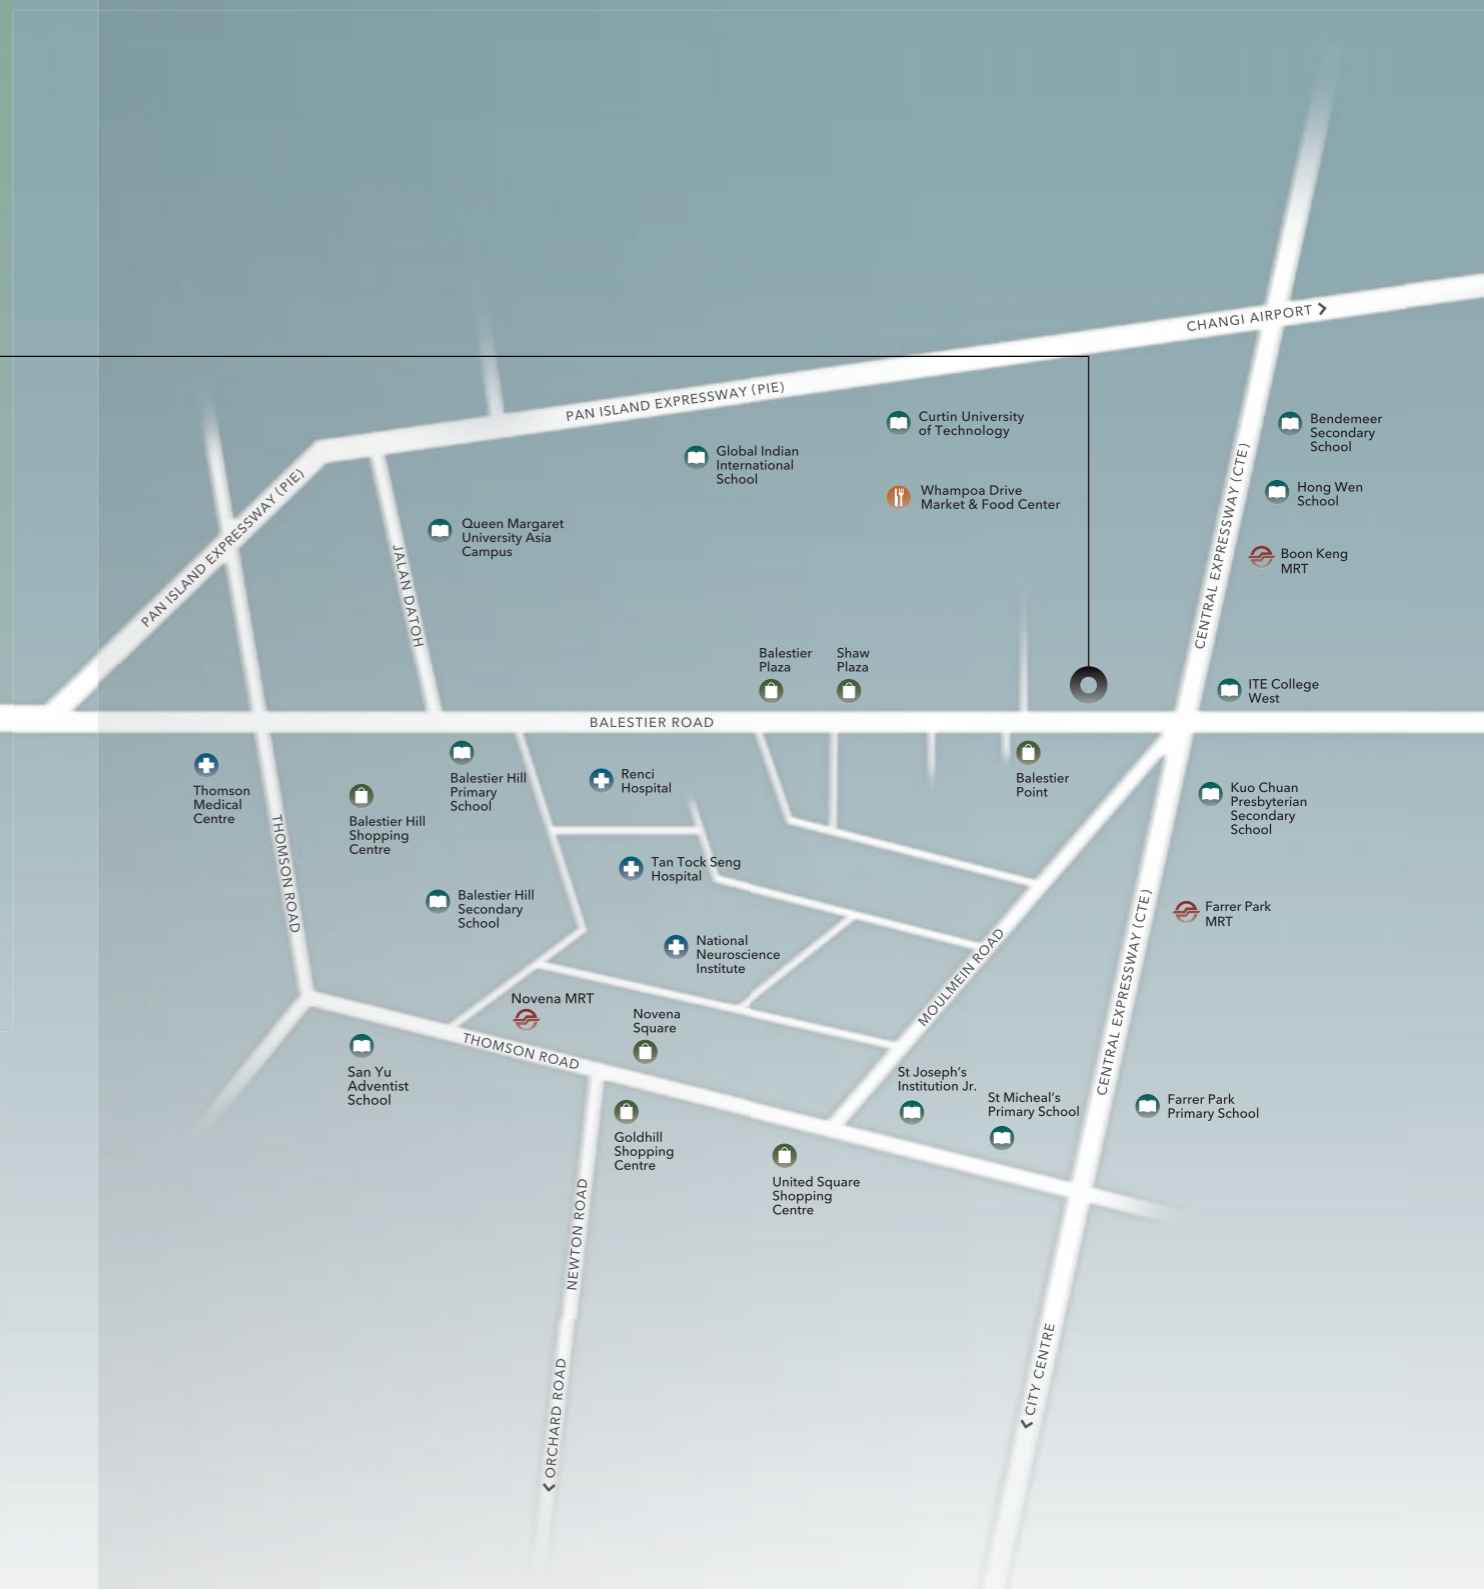 CHANGI AIRPORT
PAN ISLAND EXPRESSWAY (PIE)
Curtin University
of Technology
Bendemeer
Secondary
School
Global Indian
International
School
PAN ISLAND EXPRESSWAY (PIE)
Whampoa Drive
Market & Food Center
Hong Wen
School
CENTRAL EXPRESSWAY (CTE)
Queen Margaret
University Asia
Campus
JALAN DATOH
Boon Keng
MRT
Balestier
Plaza
Shaw
Plaza
ITE College
West
BALESTIER ROAD
Thomson
Medical
Centre
Balestier Hill
Primary
School
Renci
Hospital
Balestier
Point
Kuo Chuan
Presbyterian
Secondary
School
Balestier Hill
Shopping
Centre
THOMSON ROAD
Tan Tock Seng
Hospital
Balestier Hill
Secondary
School
Farrer Park
MRT
National
Neuroscience
Institute
MOULMEIN ROAD
CENTRAL EXPRESSWAY (CTE)
Novena MRT
Novena
Square
THOMSON ROAD
San Yu
Adventist
School
St Joseph's
Institution Jr.
St Micheal's
Primary School
Farrer Park
Primary School
Goldhill
Shopping
Centre
United Square
Shopping
Centre
NEWTON ROAD
ORCHARD ROAD
CITY CENTRE